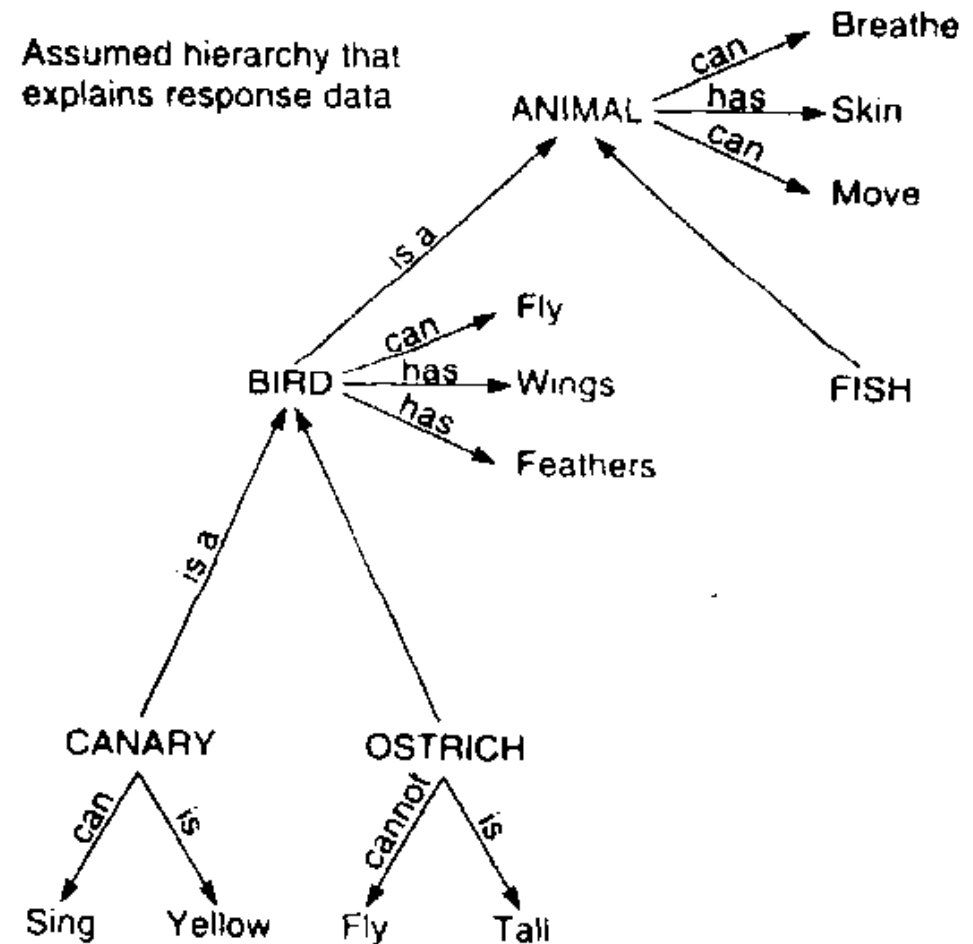 Assumed hierarchy that
explains response data
ANIMAL
can
Breathe
has
Skin
can
Move
is a
BIRD
can
Fly
has
Wings
has
Feathers
FISH
is a
CANARY
OSTRICH
can
is
cannot
is
Sing
Yellow
Fly
Tall